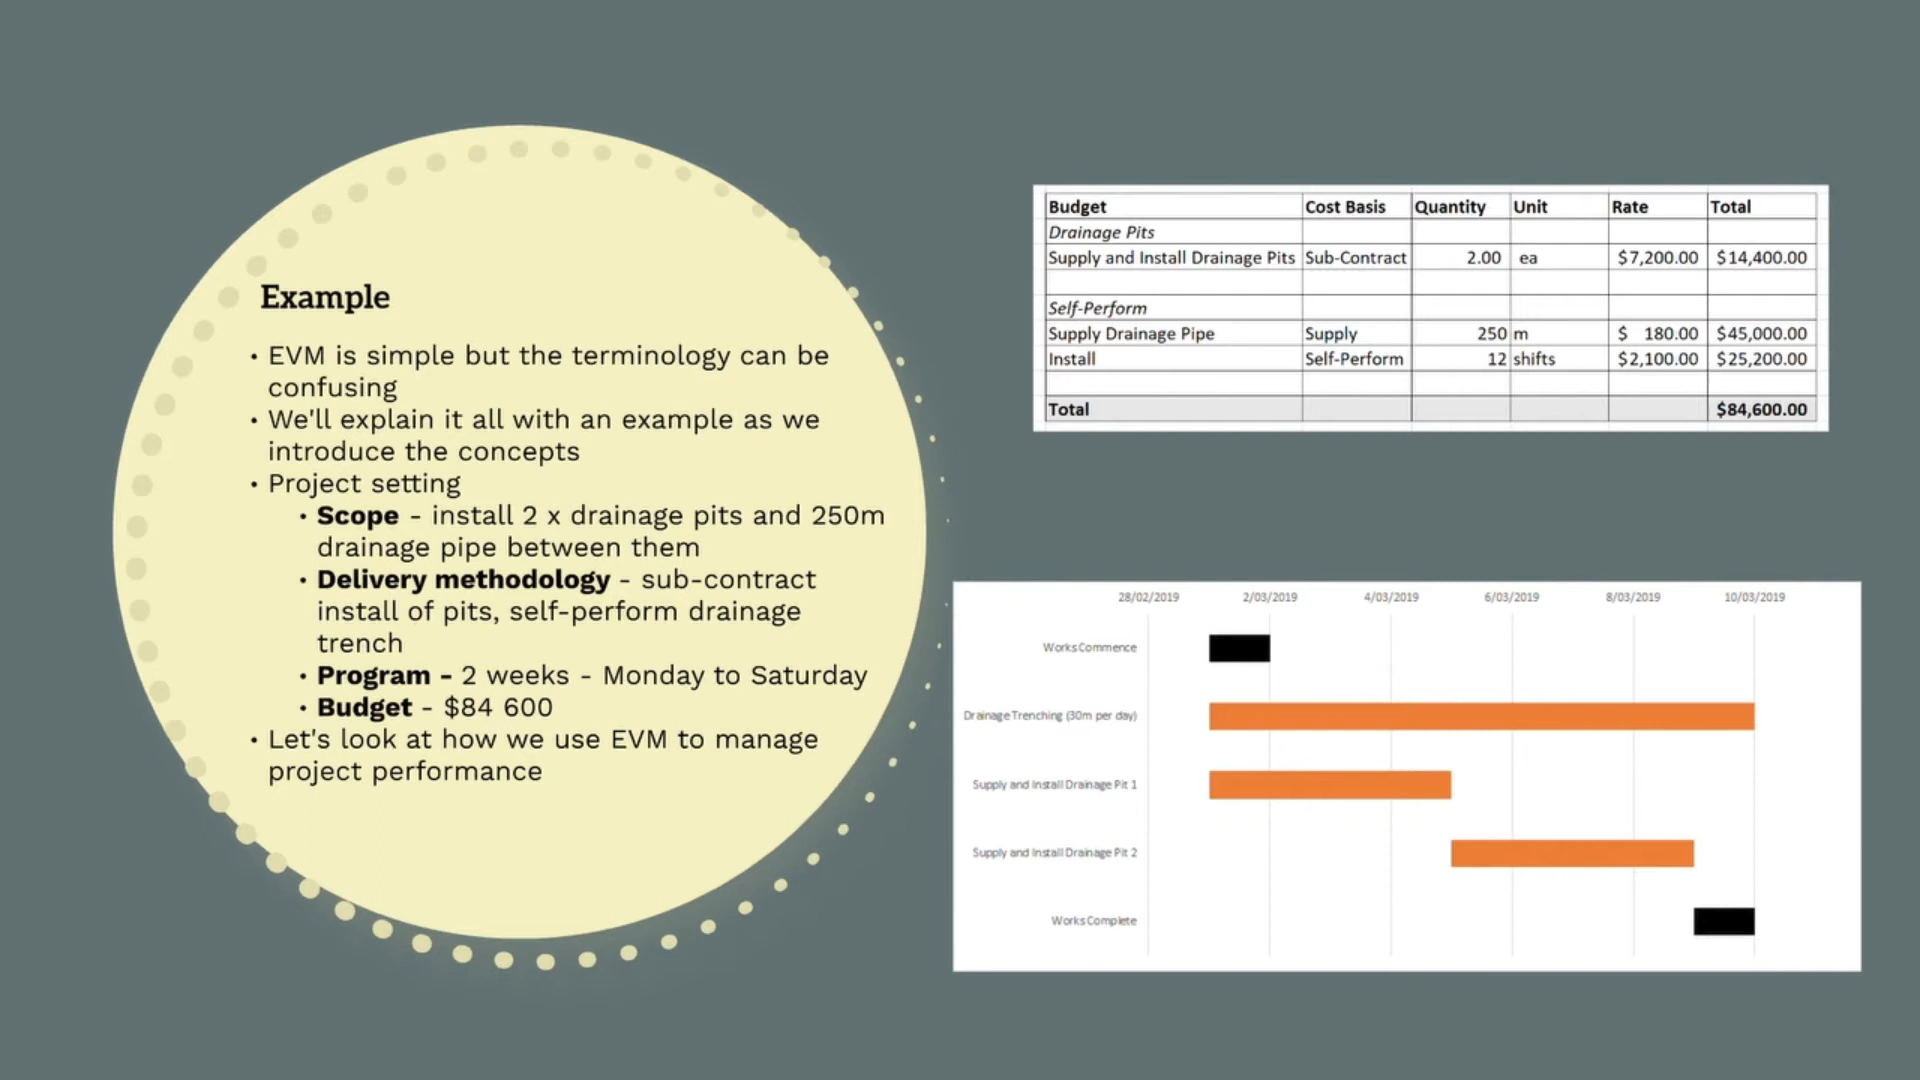 Example
• EVM is simple but the terminology can be
confusing
• We'll explain it all with an example as we
introduce the concepts
• Project setting
• Scope - install 2 x drainage pits and 250m
drainage pipe between them
• Delivery methodology - sub-contract
install of pits, self-perform drainage
trench
• Program - 2 weeks - Monday to Saturday
• Budget - $84 600
• Let's look at how we use EVM to manage
project performance
Budget Cost Basis Quantity Unit Rate Total
Drainage Pits
Supply and Install Drainage Pits Sub-Contract 2.00 ea $7,200.00 $14,400.00
Self-Perform
Supply Drainage Pipe Supply 250 m $ 180.00 $45,000.00
Install Self-Perform 12 shifts $2,100.00 $25,200.00
Total $84,600.00
28/02/2019 2/03/2019 4/03/2019 6/03/2019 8/03/2019 10/03/2019
Works Commence
Drainage Trenching (30m per day)
Supply and Install Drainage Pit 1
Supply and Install Drainage Pit 2
Works Complete